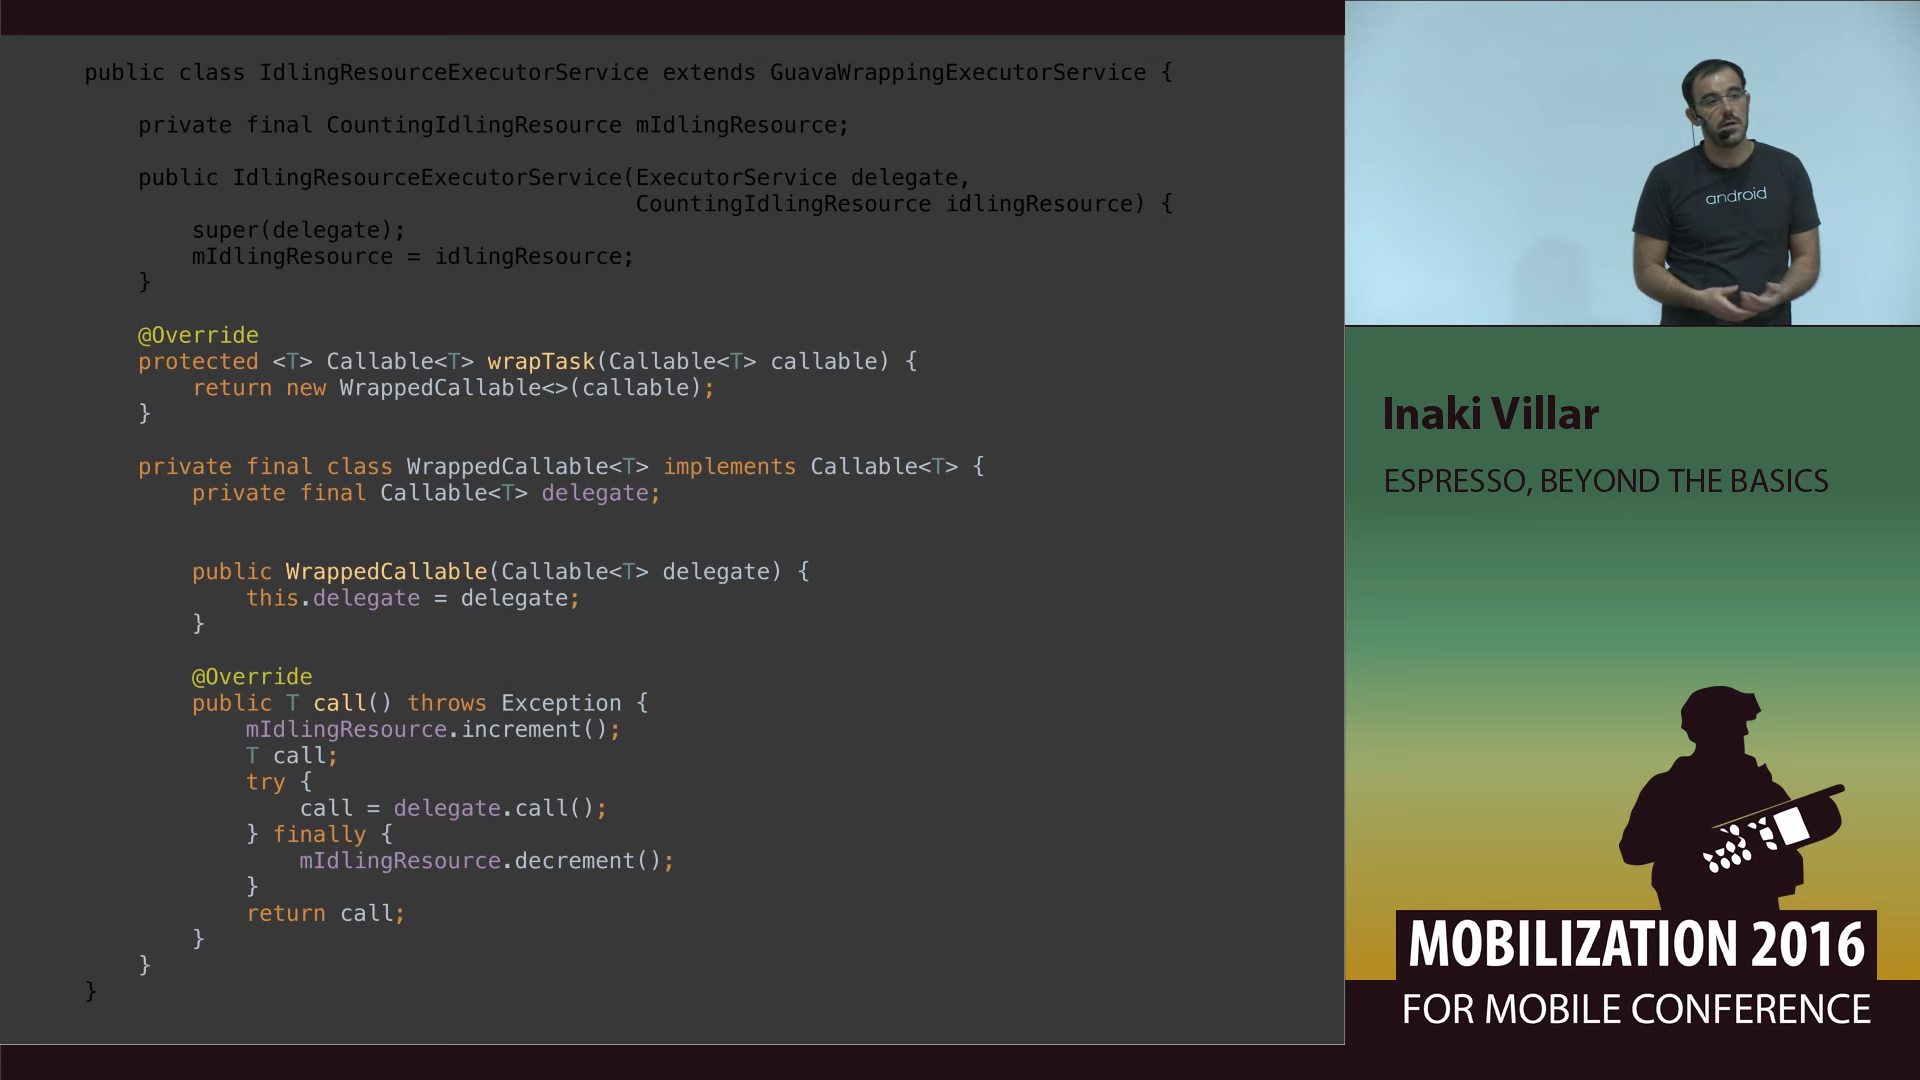 public class IdlingResourceExecutorService extends GuavaWrappingExecutorService {
private final CountingIdlingResource mIdlingResource;
public IdlingResourceExecutorService(ExecutorService delegate,
CountingIdlingResource idlingResource) {
super(delegate);
mIdlingResource = idlingResource;
}
@Override
protected <T> Callable<T> wrapTask(Callable<T> callable) {
return new WrappedCallable<>(callable);
}
private final class WrappedCallable<T> implements Callable<T> {
private final Callable<T> delegate;
public WrappedCallable(Callable<T> delegate) {
this.delegate = delegate;
}
@Override
public T call() throws Exception {
mIdlingResource.increment();
T call;
try {
call = delegate.call();
} finally {
mIdlingResource.decrement();
}
return call;
}
}
}
android
Inaki Villar
ESPRESSO, BEYOND THE BASICS
MOBILIZATION 2016
FOR MOBILE CONFERENCE